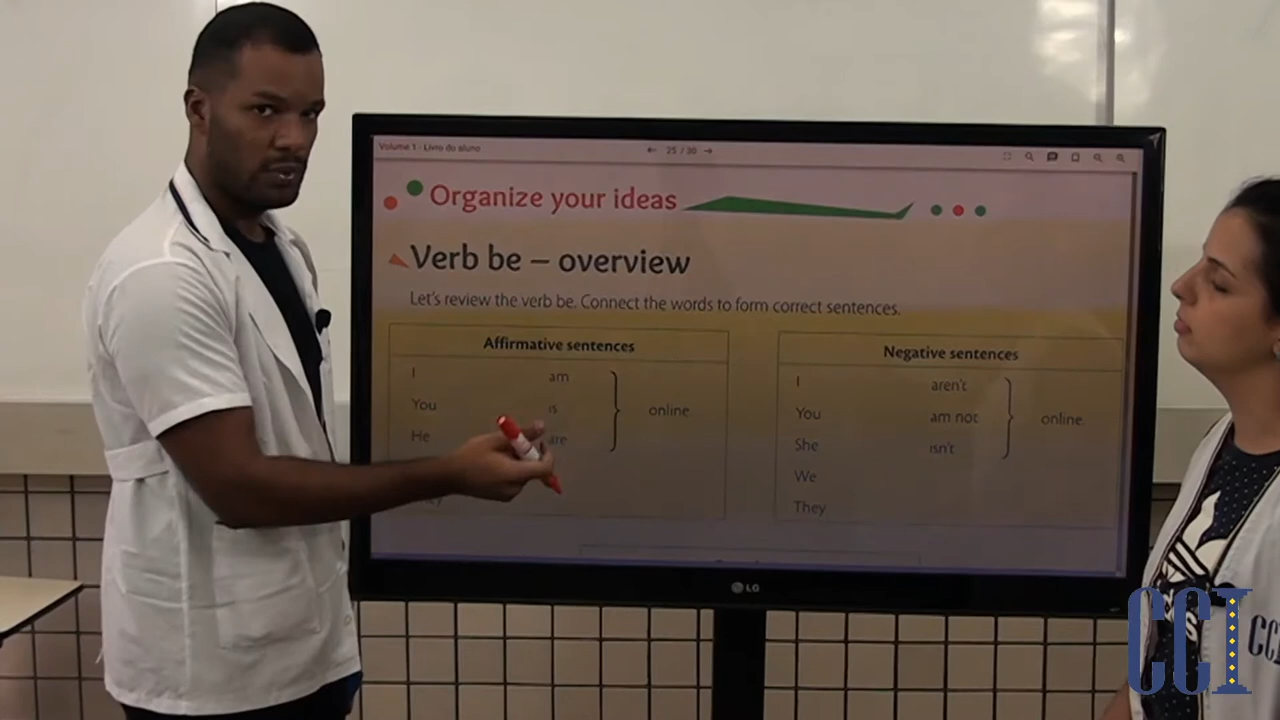 Volume 1 - Livro do aluno
← 25 / 30 →
Organize your ideas
Verb be – overview
Let's review the verb be. Connect the words to form correct sentences.
Affirmative sentences
I am
You is online
He are
Negative sentences
I aren't
You am not online
She isn't
We
They
LG
CCI
CCI